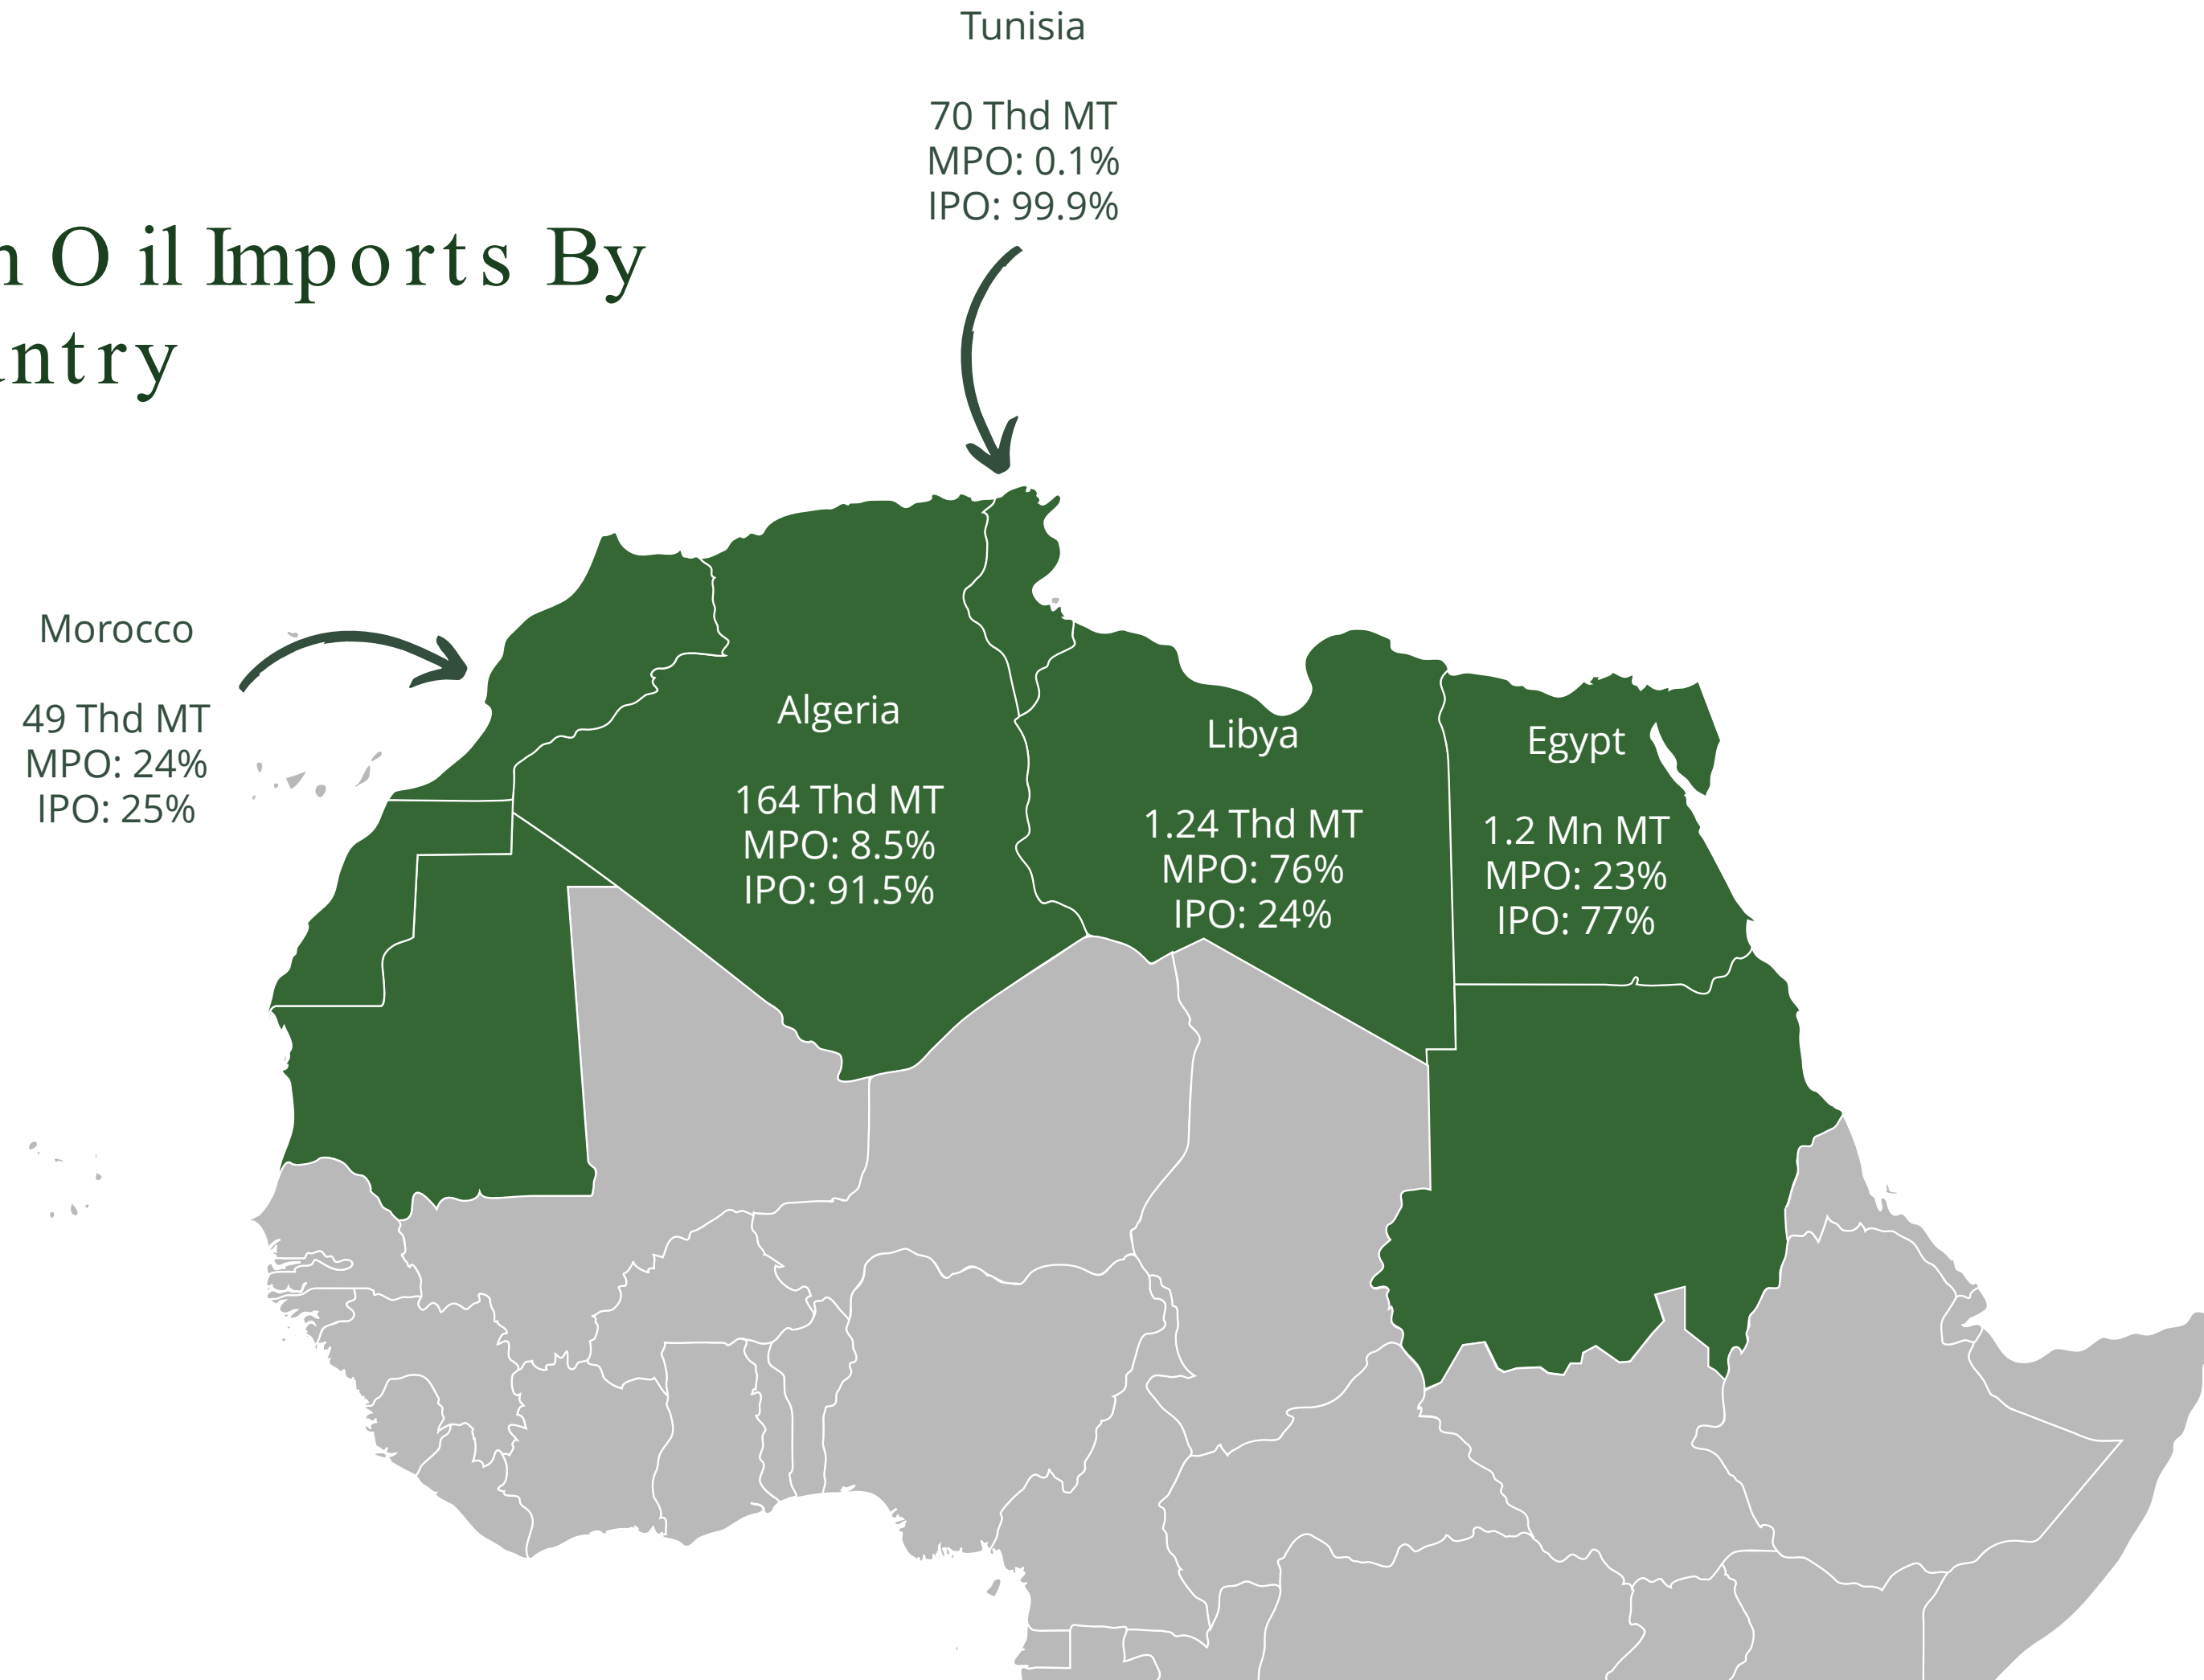 Tunisia
70 Thd MT
MPO: 0.1%
IPO: 99.9%
Oil Imports By
Morocco
49 Thd MT
MPO: 24%
IPO: 25%
Algeria
164 Thd MT
MPO: 8.5%
IPO: 91.5%
Libya
1.24 Thd MT
MPO: 76%
IPO: 24%
Egypt
1.2 Mn MT
MPO: 23%
IPO: 77%